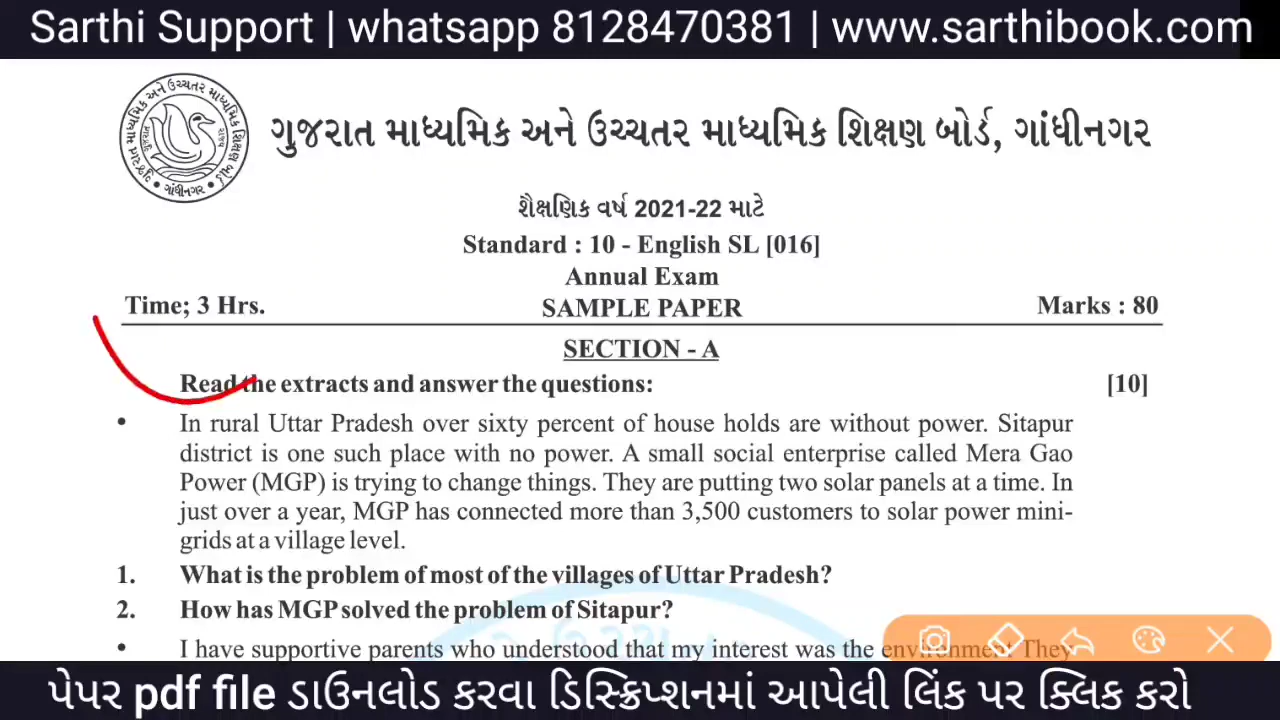 Sarthi Support | whatsapp 8128470381 | www.sarthibook.com
ગુજરાત માધ્યમિક અને ઉચ્ચતર માધ્યમિક શિક્ષણ બોર્ડ, ગાંધીનગર
શૈક્ષણિક વર્ષ 2021-22 માટે
Standard : 10 - English SL [016]
Annual Exam
Time; 3 Hrs. SAMPLE PAPER Marks : 80
SECTION - A
Read the extracts and answer the questions: [10]
• In rural Uttar Pradesh over sixty percent of house holds are without power. Sitapur
district is one such place with no power. A small social enterprise called Mera Gao
Power (MGP) is trying to change things. They are putting two solar panels at a time. In
just over a year, MGP has connected more than 3,500 customers to solar power mini-
grids at a village level.
1. What is the problem of most of the villages of Uttar Pradesh?
2. How has MGP solved the problem of Sitapur?
• I have supportive parents who understood that my interest was the environment. They
પેપર pdf file ડાઉનલોડ કરવા ડિસ્ક્રિપ્શનમાં આપેલી લિંક પર ક્લિક કરો